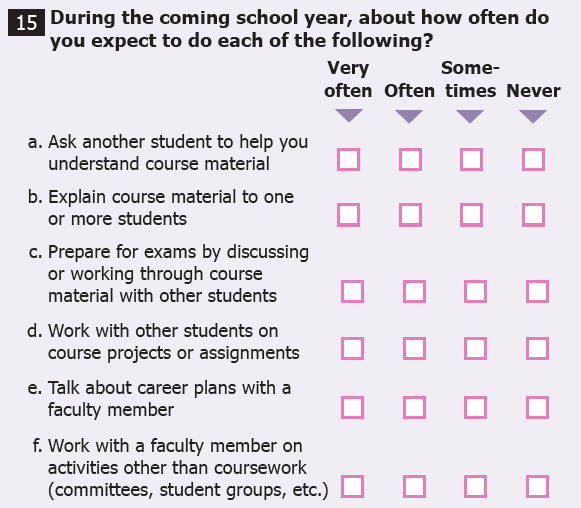 15 During the coming school year, about how often do
you expect to do each of the following?
Very Some-
often Often times Never
a. Ask another student to help you
understand course material
b. Explain course material to one
or more students
c. Prepare for exams by discussing
or working through course
material with other students
d. Work with other students on
course projects or assignments
e. Talk about career plans with a
faculty member
f. Work with a faculty member on
activities other than coursework
(committees, student groups, etc.)